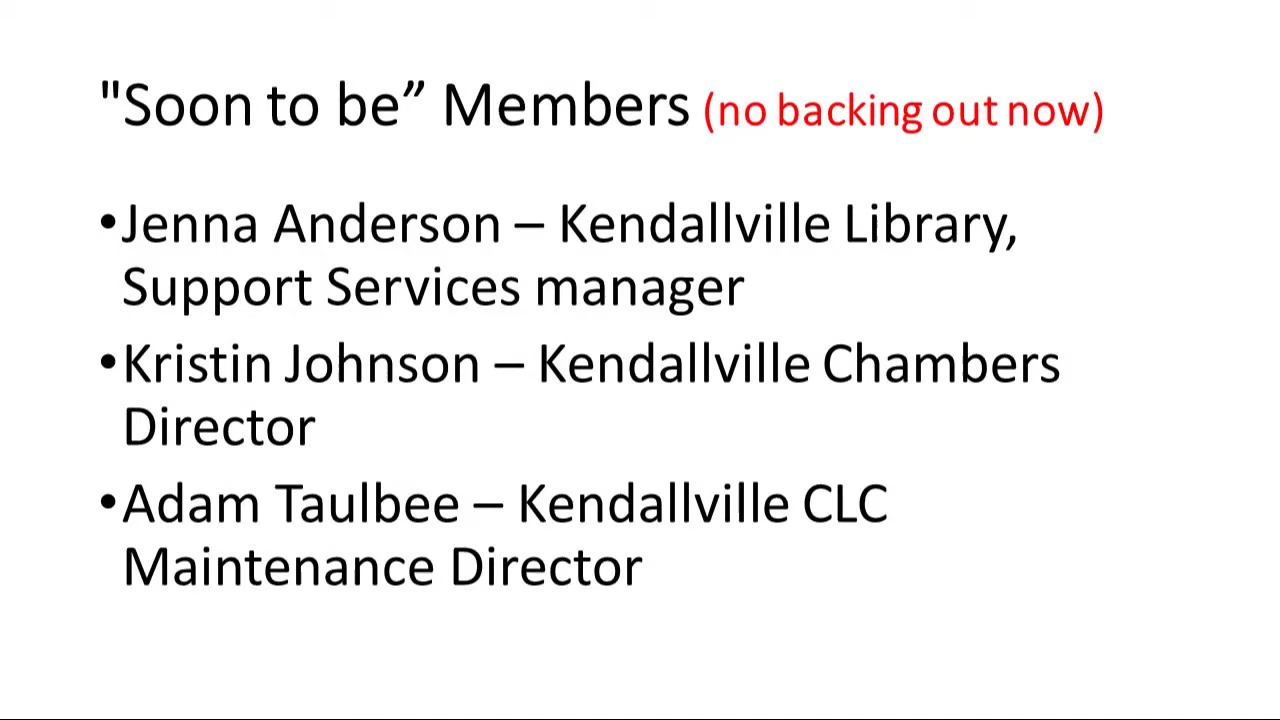 "Soon to be” Members (no backing out now)
•Jenna Anderson – Kendallville Library,
Support Services manager
•Kristin Johnson – Kendallville Chambers
Director
•Adam Taulbee – Kendallville CLC
Maintenance Director